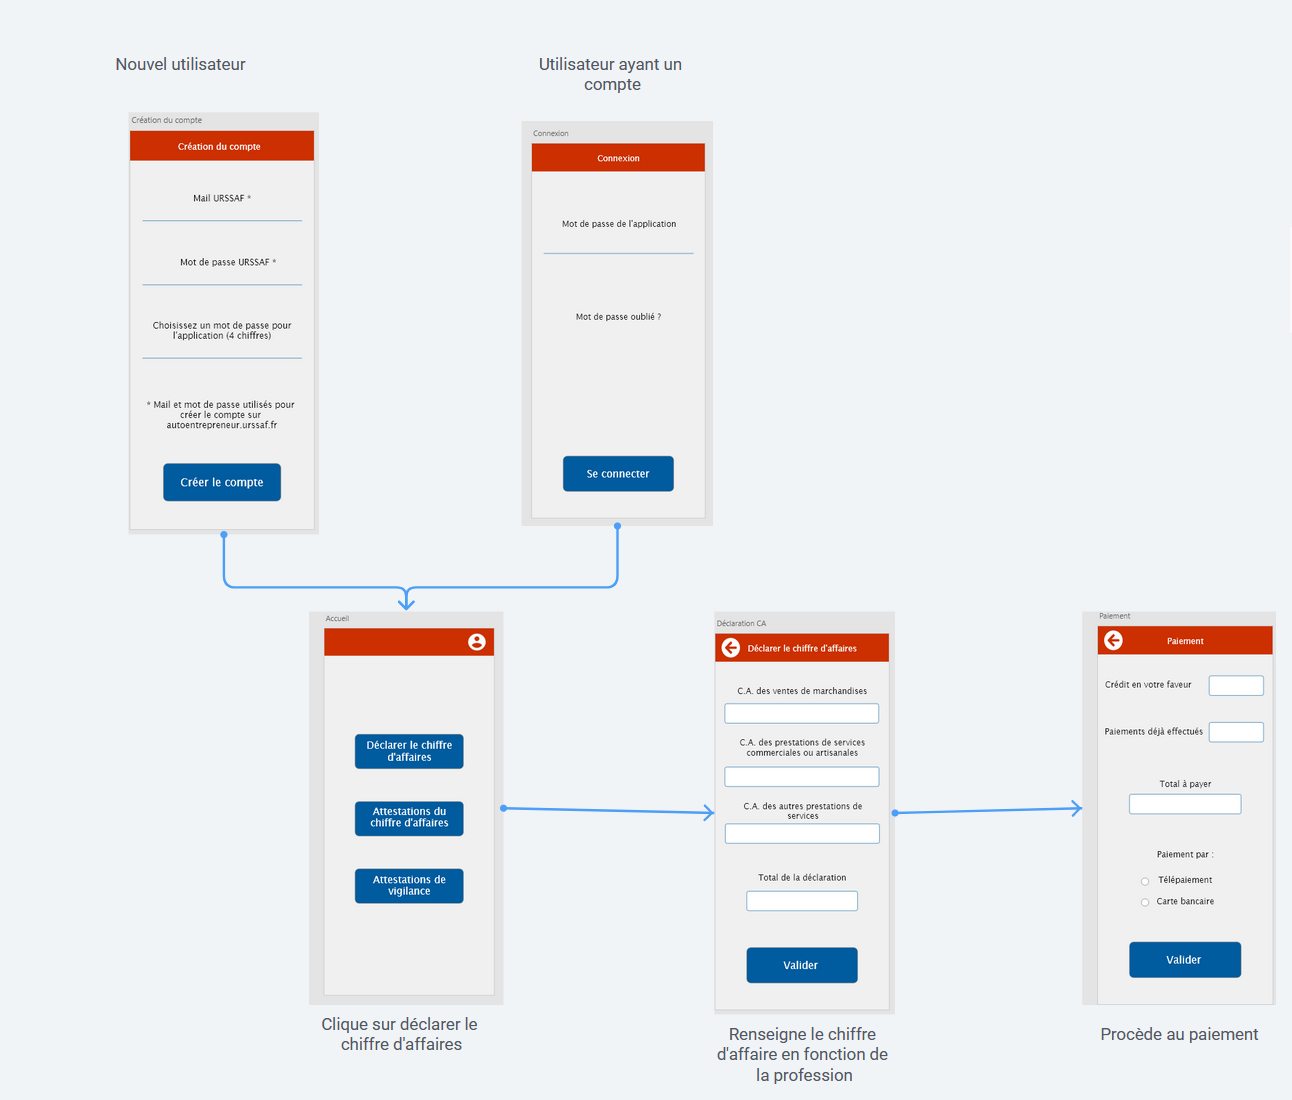 Nouvel utilisateur
Utilisateur ayant un
compte
Création du compte
Création du compte
Mail URSSAF *
Mot de passe URSSAF *
Choisissez un mot de passe pour
l'application (4 chiffres)
* Mail et mot de passe utilisés pour
créer le compte sur
autoentrepreneur.urssaf.fr
Créer le compte
Connexion
Connexion
Mot de passe de l'application
Mot de passe oublié ?
Se connecter
Accueil
Déclarer le chiffre
d'affaires
Attestations du
chiffre d'affaires
Attestations de
vigilance
Clique sur déclarer le
chiffre d'affaires
Déclaration CA
Déclarer le chiffre d'affaires
C.A. des ventes de marchandises
C.A. des prestations de services
commerciales ou artisanales
C.A. des autres prestations de
services
Total de la déclaration
Valider
Renseigne le chiffre
d'affaire en fonction de
la profession
Paiement
Paiement
Crédit en votre faveur
Paiements déjà effectués
Total à payer
Paiement par :
Télépaiement
Carte bancaire
Valider
Procède au paiement